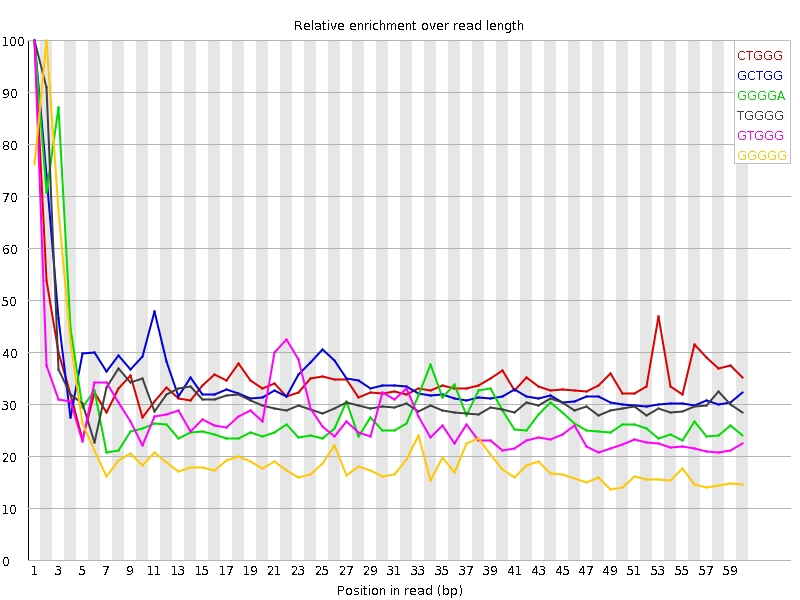 Relative enrichment over read length
100
90
80
70
60
50
40
30
20
10
0
CTGGG
GCTGG
GGGGA
TGGGG
GTGGG
GGGGG
1 3 5 7 9 11 13 15 17 19 21 23 25 27 29 31 33 35 37 39 41 43 45 47 49 51 53 55 57 59
Position in read (bp)